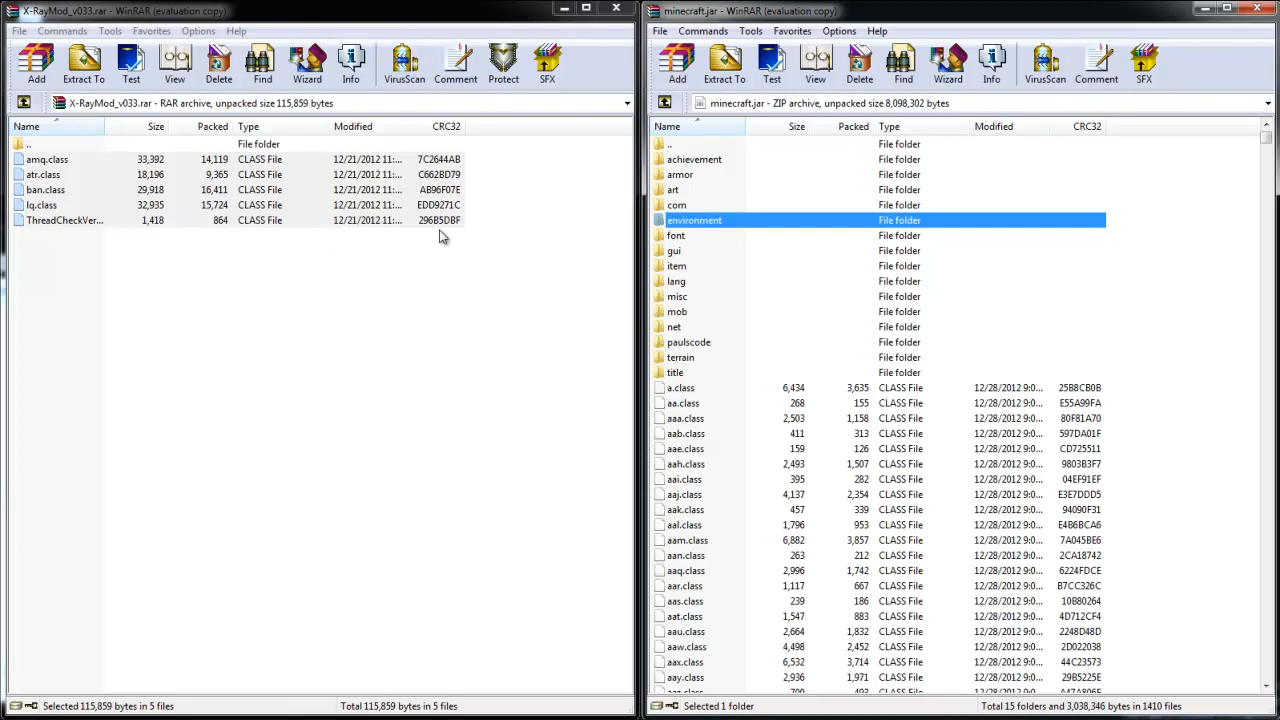 X-RayMod_v033.rar - WinRAR (evaluation copy)
File Commands Tools Favorites Options Help
Add Extract To Test View Delete Find Wizard Info VirusScan Comment Protect SFX
X-RayMod_v033.rar - RAR archive, unpacked size 115,859 bytes
Name Size Packed Type Modified CRC32
.. File folder
amq.class 33,392 14,119 CLASS File 12/21/2012 11:... 7C2644AB
atr.class 18,196 9,365 CLASS File 12/21/2012 11:... C662BD79
ban.class 29,918 16,411 CLASS File 12/21/2012 11:... AB96F07E
lq.class 32,935 15,724 CLASS File 12/21/2012 11:... EDD9271C
ThreadCheckVer... 1,418 864 CLASS File 12/21/2012 11:... 296B5DBF
Selected 115,859 bytes in 5 files Total 115,859 bytes in 5 files
minecraft.jar - WinRAR (evaluation copy)
File Commands Tools Favorites Options Help
Add Extract To Test View Delete Find Wizard Info VirusScan Comment SFX
minecraft.jar - ZIP archive, unpacked size 8,098,302 bytes
Name Size Packed Type Modified CRC32
.. File folder
achievement File folder
armor File folder
art File folder
com File folder
environment File folder
font File folder
gui File folder
item File folder
lang File folder
misc File folder
mob File folder
net File folder
paulscode File folder
terrain File folder
title File folder
a.class 6,434 3,635 CLASS File 12/28/2012 9:0... 25B8CB0B
aa.class 268 155 CLASS File 12/28/2012 9:0... E55A99FA
aaa.class 2,503 1,158 CLASS File 12/28/2012 9:0... 80F81A70
aab.class 411 313 CLASS File 12/28/2012 9:0... 597DA01F
aae.class 159 126 CLASS File 12/28/2012 9:0... CD725511
aah.class 2,493 1,507 CLASS File 12/28/2012 9:0... 9803B3F7
aai.class 395 282 CLASS File 12/28/2012 9:0... 04EF91EF
aaj.class 4,137 2,354 CLASS File 12/28/2012 9:0... E3E7DDD5
aak.class 457 339 CLASS File 12/28/2012 9:0... 94090F31
aal.class 1,796 953 CLASS File 12/28/2012 9:0... E4B6BCA6
aam.class 6,882 3,857 CLASS File 12/28/2012 9:0... 7A045BE6
aan.class 263 212 CLASS File 12/28/2012 9:0... 2CA18742
aaq.class 2,996 1,742 CLASS File 12/28/2012 9:0... 6224FDCE
aar.class 1,117 667 CLASS File 12/28/2012 9:0... B7CC326C
aas.class 239 186 CLASS File 12/28/2012 9:0... 10B80264
aat.class 1,547 883 CLASS File 12/28/2012 9:0... 4D712CF4
aau.class 2,664 1,832 CLASS File 12/28/2012 9:0... 2248D48D
aaw.class 4,498 2,452 CLASS File 12/28/2012 9:0... 2D022038
aax.class 6,532 3,714 CLASS File 12/28/2012 9:0... 44C23573
aay.class 2,936 1,971 CLASS File 12/28/2012 9:0... 29B5225E
Selected 1 folder Total 15 folders and 3,038,346 bytes in 1410 files